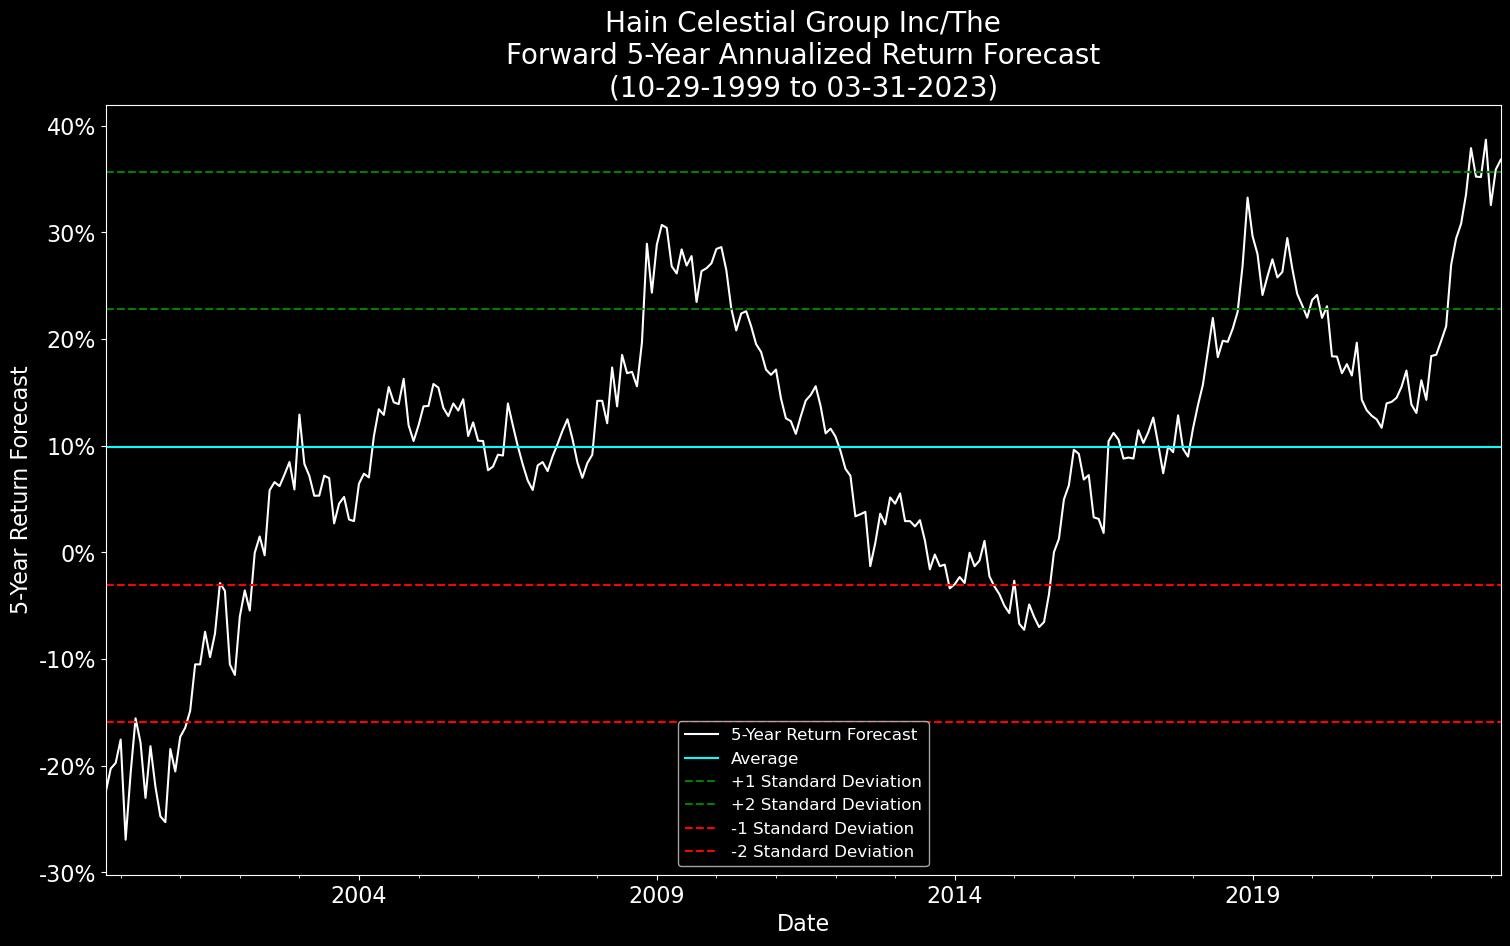 Hain Celestial Group Inc/The
Forward 5-Year Annualized Return Forecast
(10-29-1999 to 03-31-2023)
40%
30%
20%
10%
0%
-10%
-20%
-30%
5-Year Return Forecast
5-Year Return Forecast
Average
+1 Standard Deviation
+2 Standard Deviation
-1 Standard Deviation
-2 Standard Deviation
2004
2009
2014
2019
Date